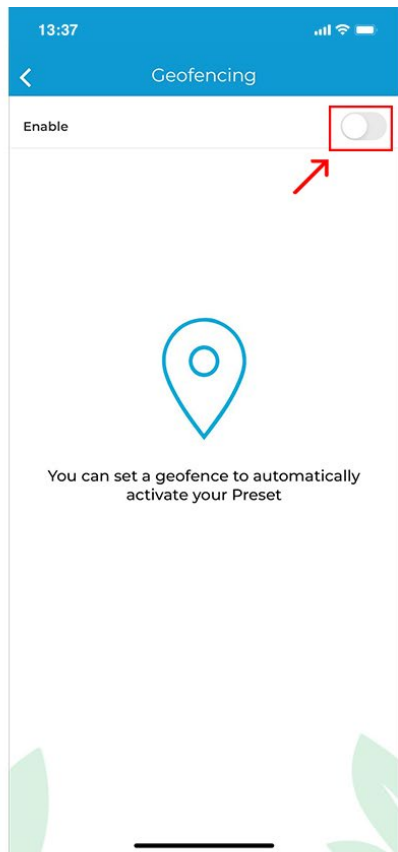 13:37
Geofencing
Enable
You can set a geofence to automatically
activate your Preset